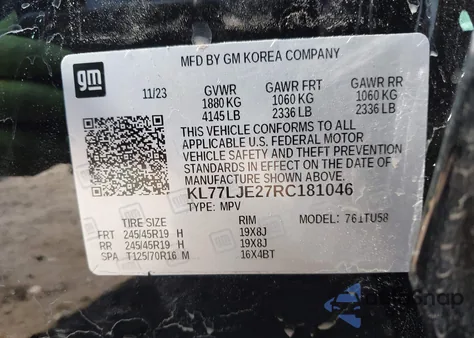 MFD BY GM KOREA COMPANY
gm
11/23 GVWR GAWR FRT GAWR RR
1880 KG 1060 KG 1060 KG
4145 LB 2336 LB 2336 LB
THIS VEHICLE CONFORMS TO ALL
APPLICABLE U.S. FEDERAL MOTOR
VEHICLE SAFETY AND THEFT PREVENTION
STANDARDS IN EFFECT ON THE DATE OF
MANUFACTURE SHOWN ABOVE.
KL77LJE27RC181046
TYPE: MPV MODEL: 761TU58
TIRE SIZE RIM
FRT 245/45R19 H 19X8J
RR 245/45R19 H 19X8J
SPA T125/70R16 M 16X4BT